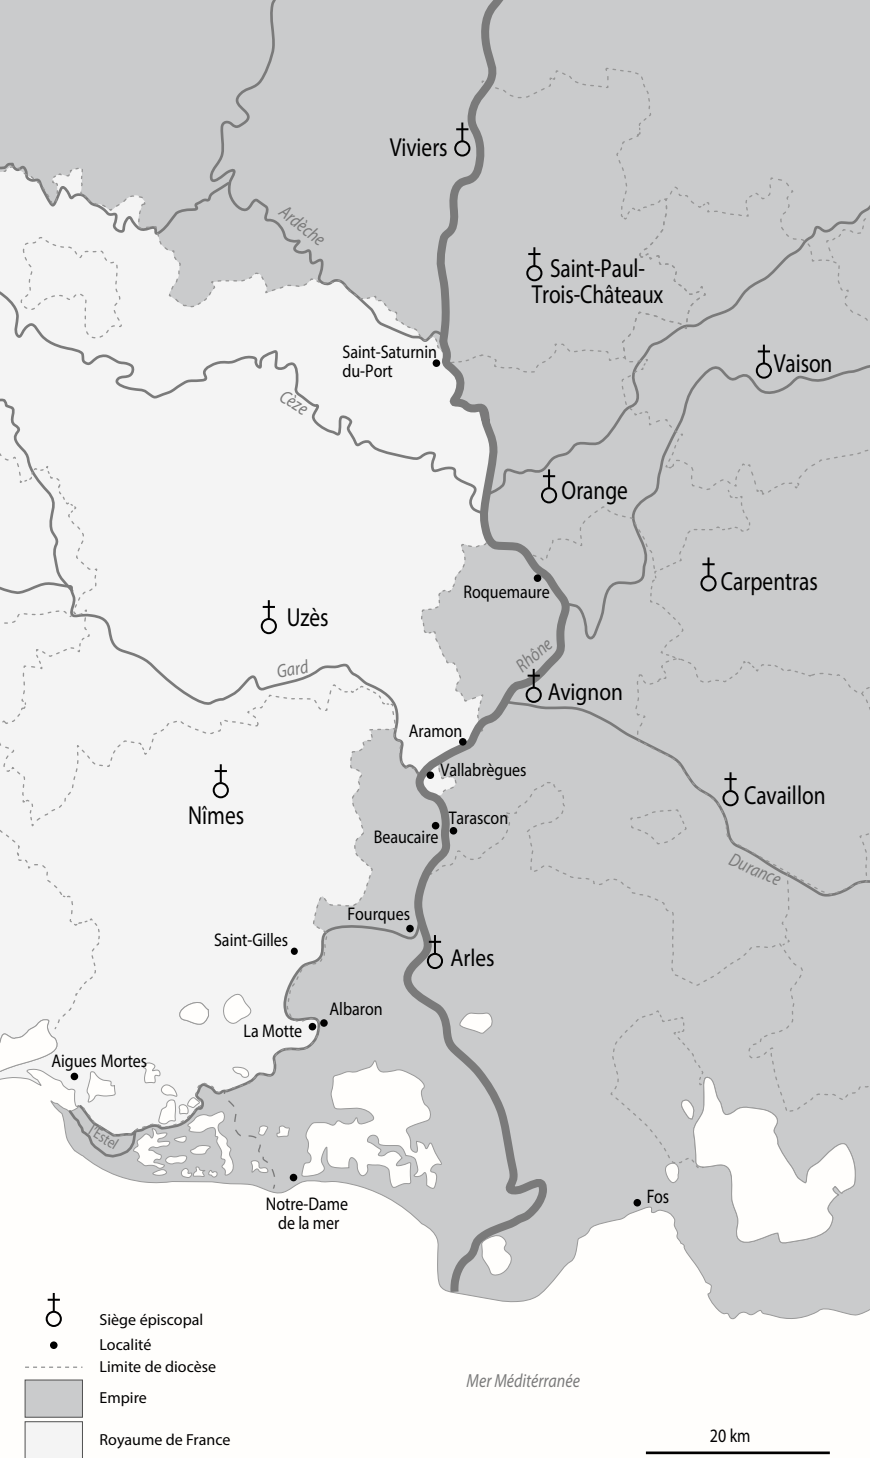 Viviers
Ardèche
Saint-Paul-
Trois-Châteaux
Saint-Saturnin
du-Port
Vaison
Cèze
Orange
Roquemaure
Carpentras
Uzès
Rhône
Gard
Avignon
Aramon
Vallabrègues
Nîmes
Cavaillon
Tarascon
Beaucaire
Durance
Fourques
Saint-Gilles
Arles
Albaron
La Motte
Aigues Mortes
l'Estel
Notre-Dame
de la mer
Fos
Siège épiscopal
Localité
Limite de diocèse
Empire
Royaume de France
Mer Méditérranée
20 km